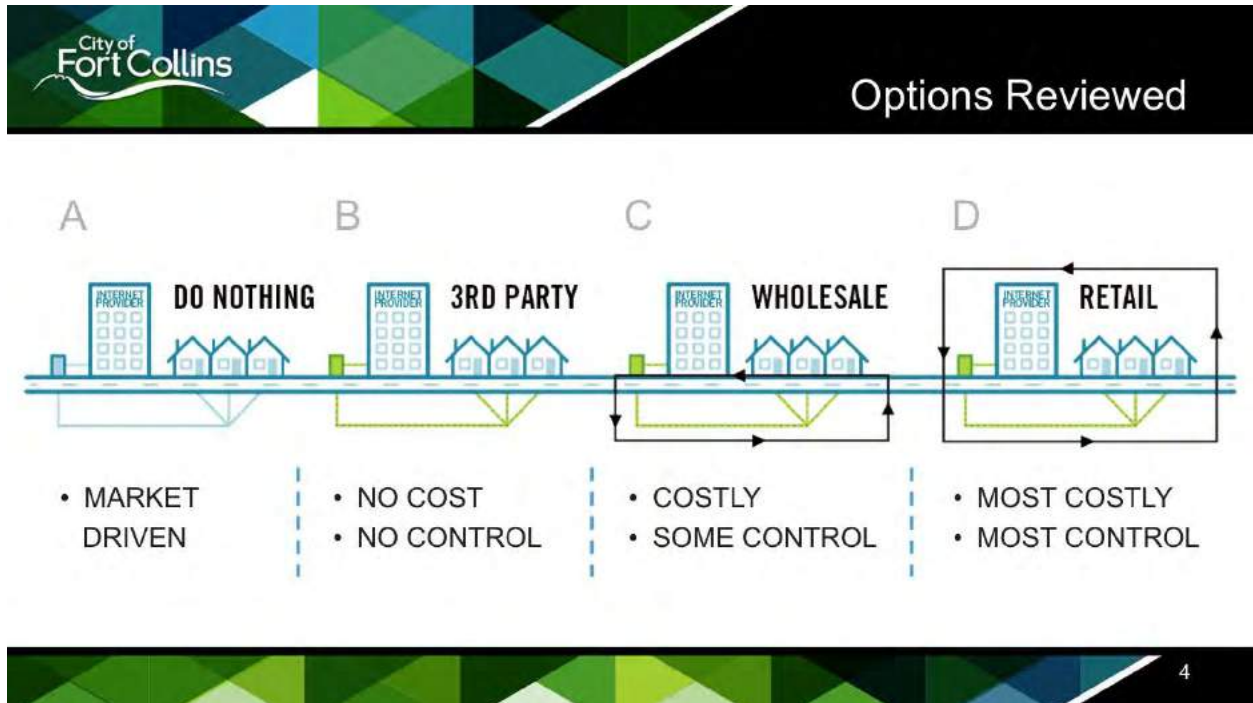 City of
Fort Collins
Options Reviewed
A
B
C
D
INTERNET
PROVIDER
DO NOTHING
INTERNET
PROVIDER
3RD PARTY
INTERNET
PROVIDER
WHOLESALE
INTERNET
PROVIDER
RETAIL
• MARKET
DRIVEN
• NO COST
• NO CONTROL
• COSTLY
• SOME CONTROL
• MOST COSTLY
• MOST CONTROL
4